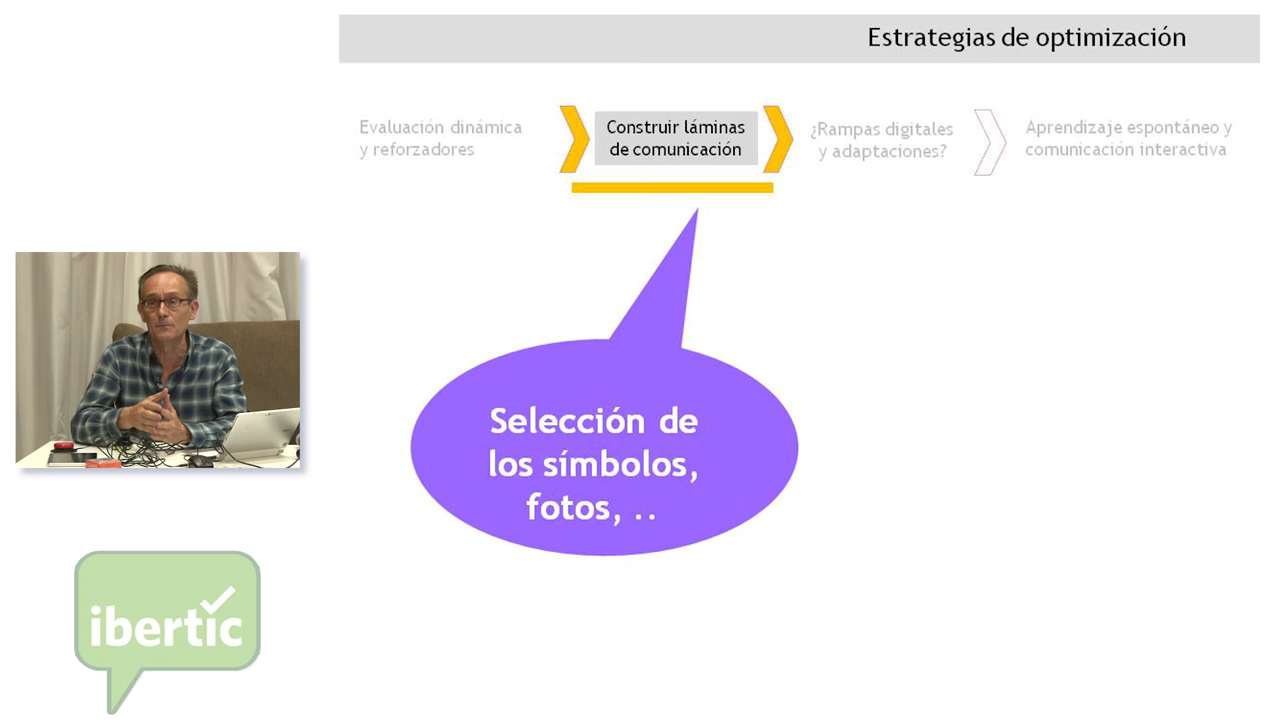 Estrategias de optimización
Evaluación dinámica
y reforzadores
Construir láminas
de comunicación
¿Rampas digitales
y adaptaciones?
Aprendizaje espontáneo y
comunicación interactiva
Selección de
los símbolos,
fotos, ..
ibertic